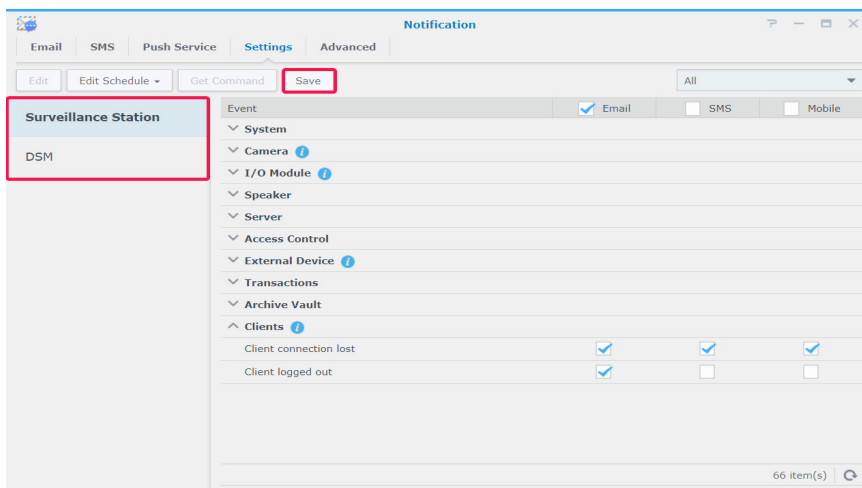 Notification
Email SMS Push Service Settings Advanced
Edit Edit Schedule Get Command Save All
Surveillance Station
DSM
Event Email SMS Mobile
System
Camera
I/O Module
Speaker
Server
Access Control
External Device
Transactions
Archive Vault
Clients
Client connection lost
Client logged out
66 item(s)